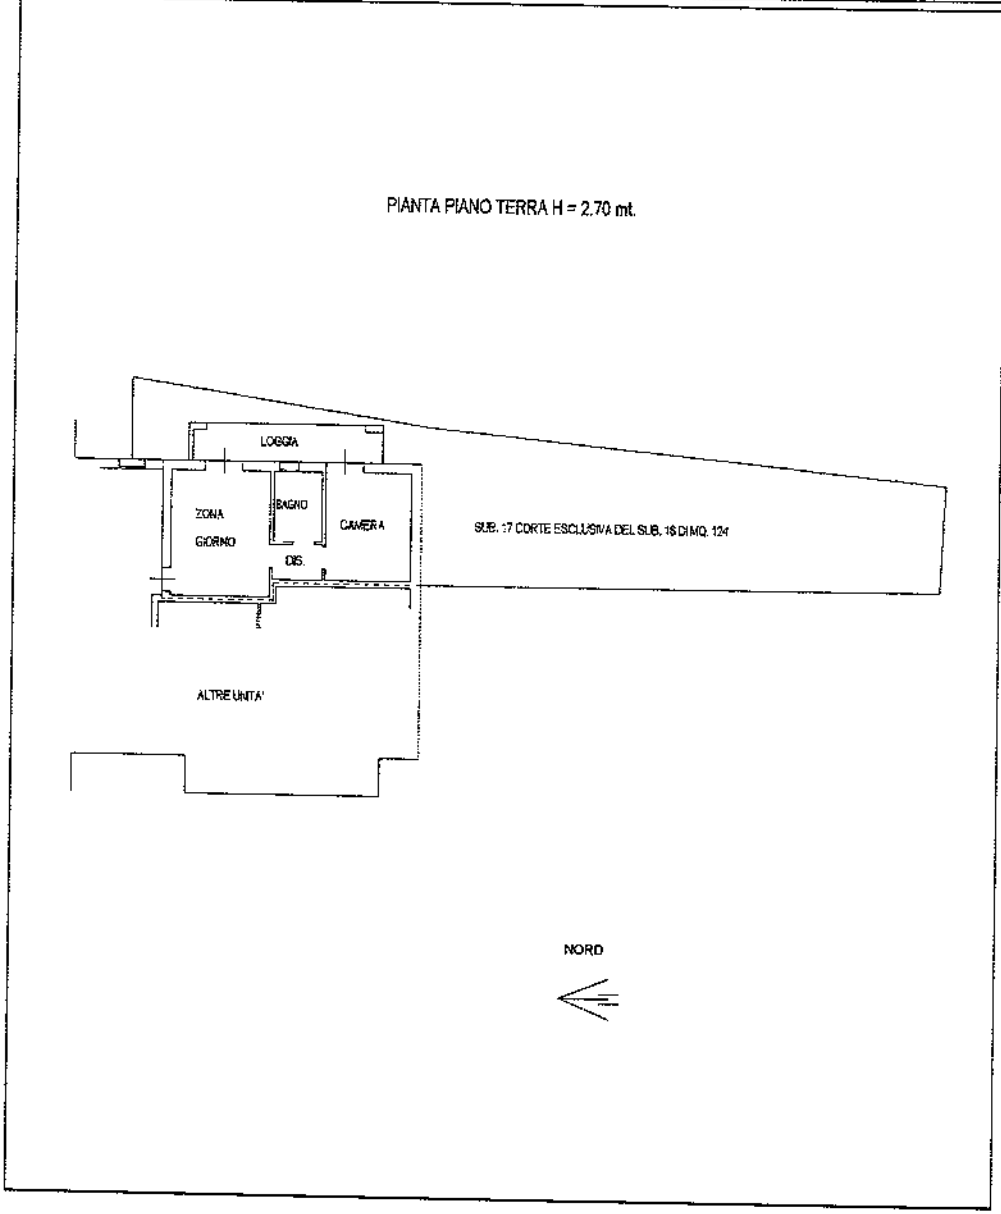 PIANTA PIANO TERRA H = 2.70 mt.
LOGGIA
ZONA
GIORNO
BAGNO
CAMERA
DIS.
SUB. 17 CORTE ESCLUSIVA DEL SUB. 16 DI MQ. 124
ALTRE UNITA'
NORD